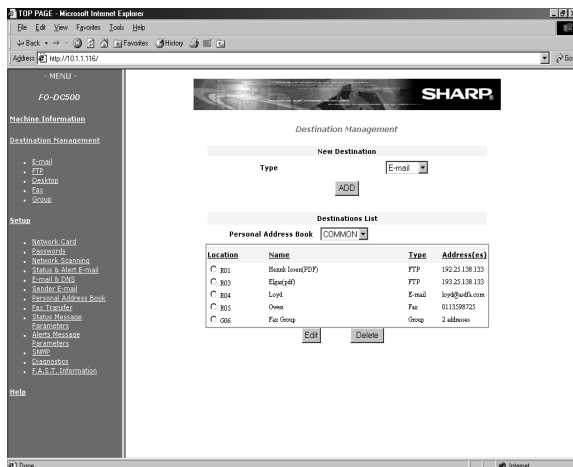 TOP PAGE - Microsoft Internet Explorer
File Edit View Favorites Tools Help
Back Favorites History
Address http://10.1.1.116/ Go
- MENU -
FO-DC500
Machine Information
Destination Management
E-mail
FTP
Desktop
Fax
Group
Setup
Network Card
Passwords
Network Scanning
Status & Alert E-mail
E-mail & DNS
Sender E-mail
Personal Address Book
Fax Transfer
Status Message
Parameters
Alerts Message
Parameters
SNMP
Diagnostics
F.A.S.T. Information
Help
SHARP®
Destination Management
New Destination
Type E-mail
ADD
Destinations List
Personal Address Book COMMON
Location Name Type Address(es)
R01 FTP 192.25.138.133
R03 Elgas(pdf) FTP 193.25.138.133
R04 Loyd E-mail
R05 Owen Fax 0113598725
G06 Fax Group Group 2 addresses
Edit Delete
Done Internet